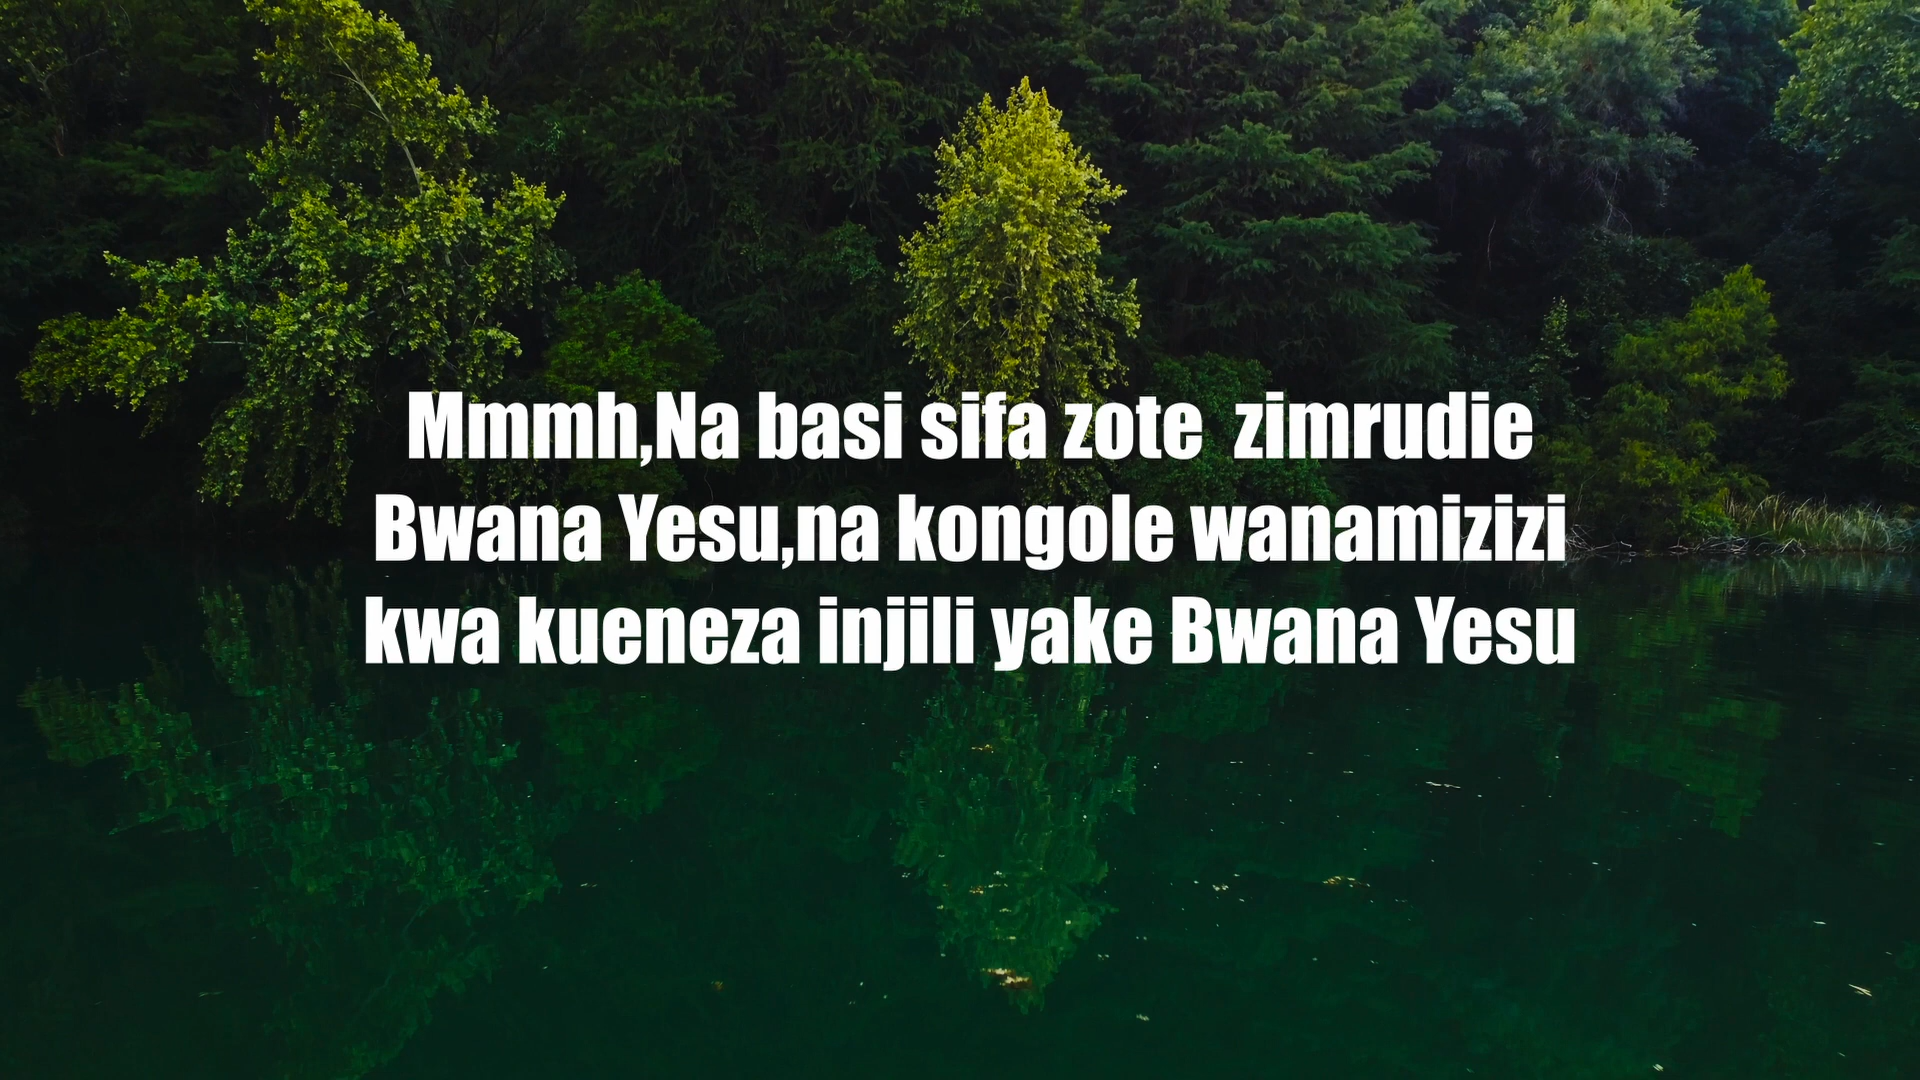 Mmmh,Na basi sifa zote  zimrudie
Bwana Yesu,na kongole wanamizizi
kwa kueneza injili yake Bwana Yesu